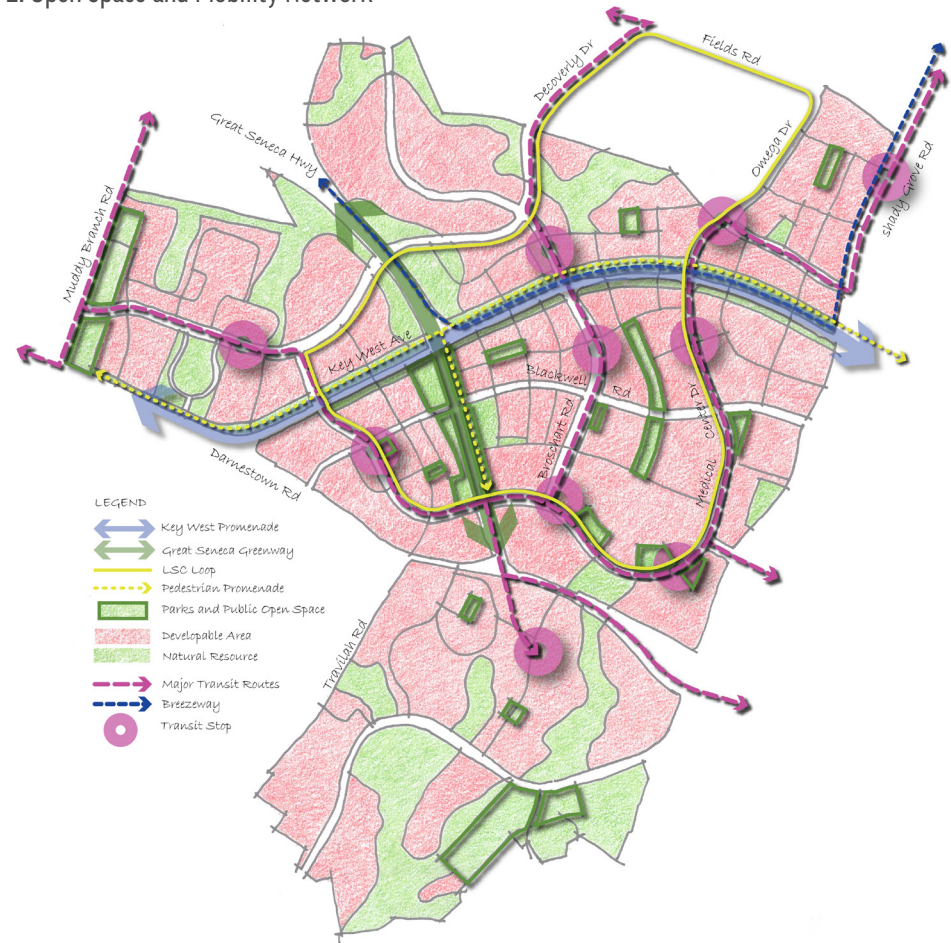 2. Open Space and Mobility Network
Fields Rd
Decoverly Dr
Omega Dr
Great Seneca Hwy
Shady Grove Rd
Muddy Branch Rd
Key West Ave
Blackwell
Rd
Broschart Rd
Medical
Center Dr
Darnestown Rd
Travilah Rd
LEGEND
Key West Promenade
Great Seneca Greenway
LSC Loop
Pedestrian Promenade
Parks and Public Open Space
Developable Area
Natural Resource
Major Transit Routes
Breezeway
Transit Stop